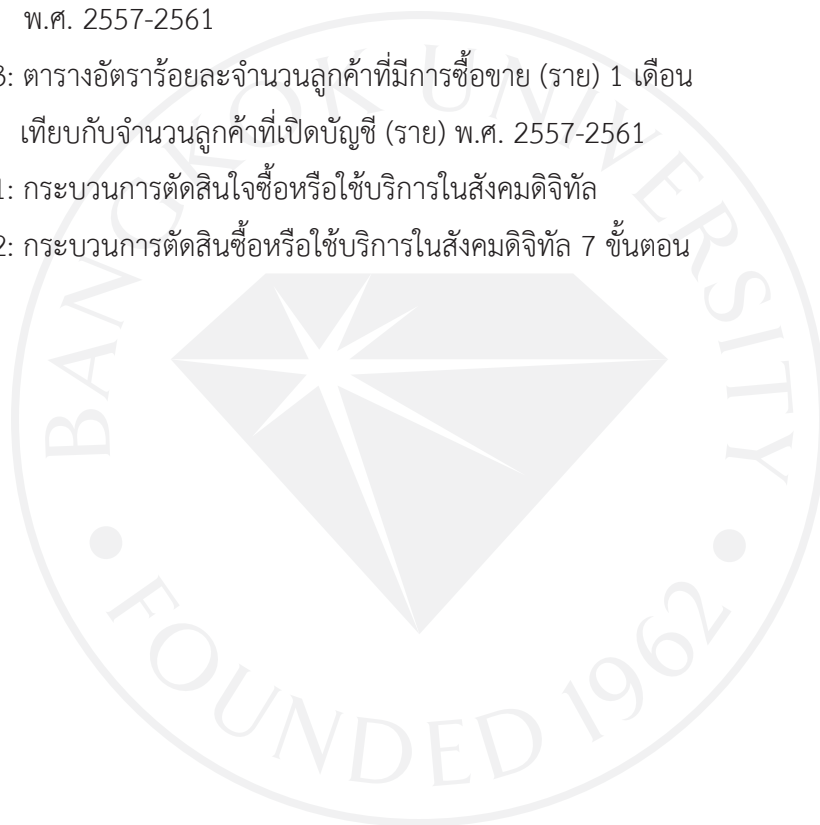 พ.ศ. 2557-2561
3: ตารางอัตราร้อยละจำนวนลูกค้าที่มีการซื้อขาย (ราย) 1 เดือน
เทียบกับจำนวนลูกค้าที่เปิดบัญชี (ราย) พ.ศ. 2557-2561
1: กระบวนการตัดสินใจซื้อหรือใช้บริการในสังคมดิจิทัล
2: กระบวนการตัดสินซื้อหรือใช้บริการในสังคมดิจิทัล 7 ขั้นตอน
BANGKOK UNIVERSITY
FOUNDED 1962